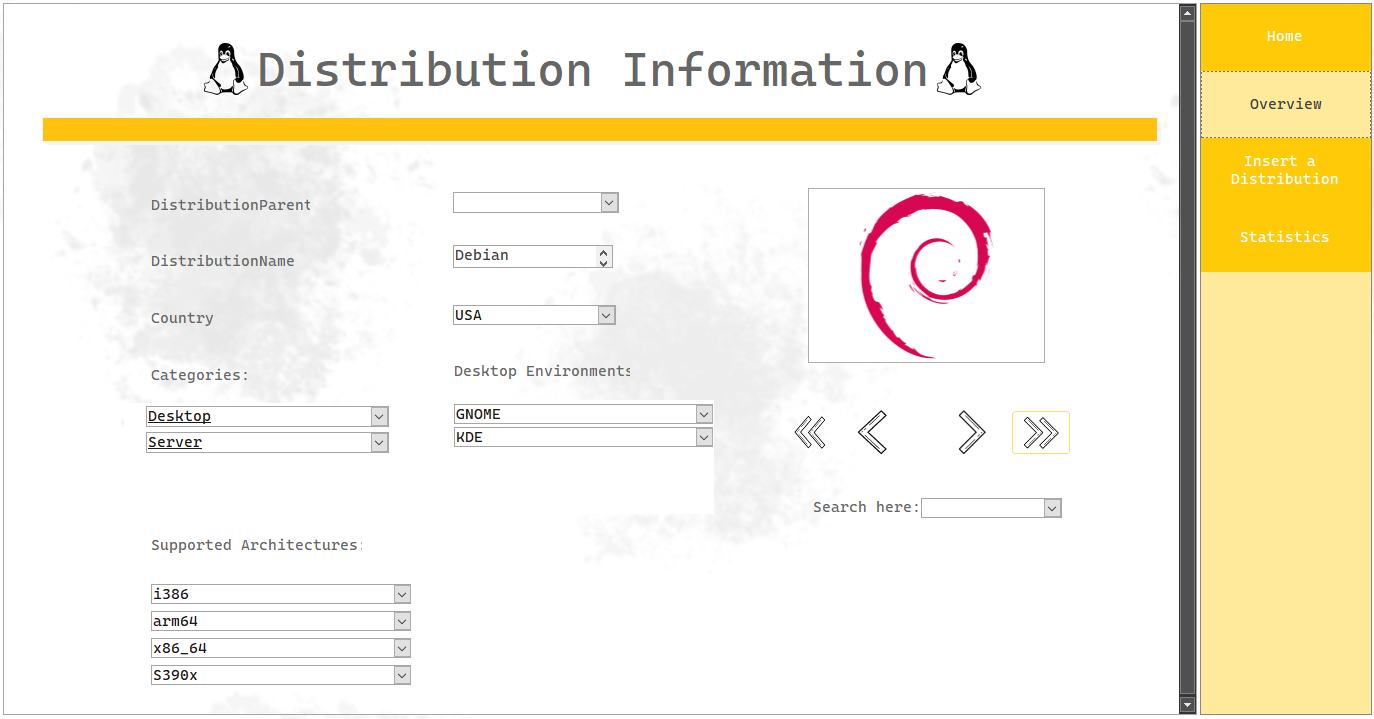 Distribution Information
Home
Overview
Insert a
Distribution
Statistics
DistributionParent
DistributionName
Debian
Country
USA
Categories:
Desktop
Server
Desktop Environments
GNOME
KDE
Search here:
Supported Architectures:
i386
arm64
x86_64
S390x